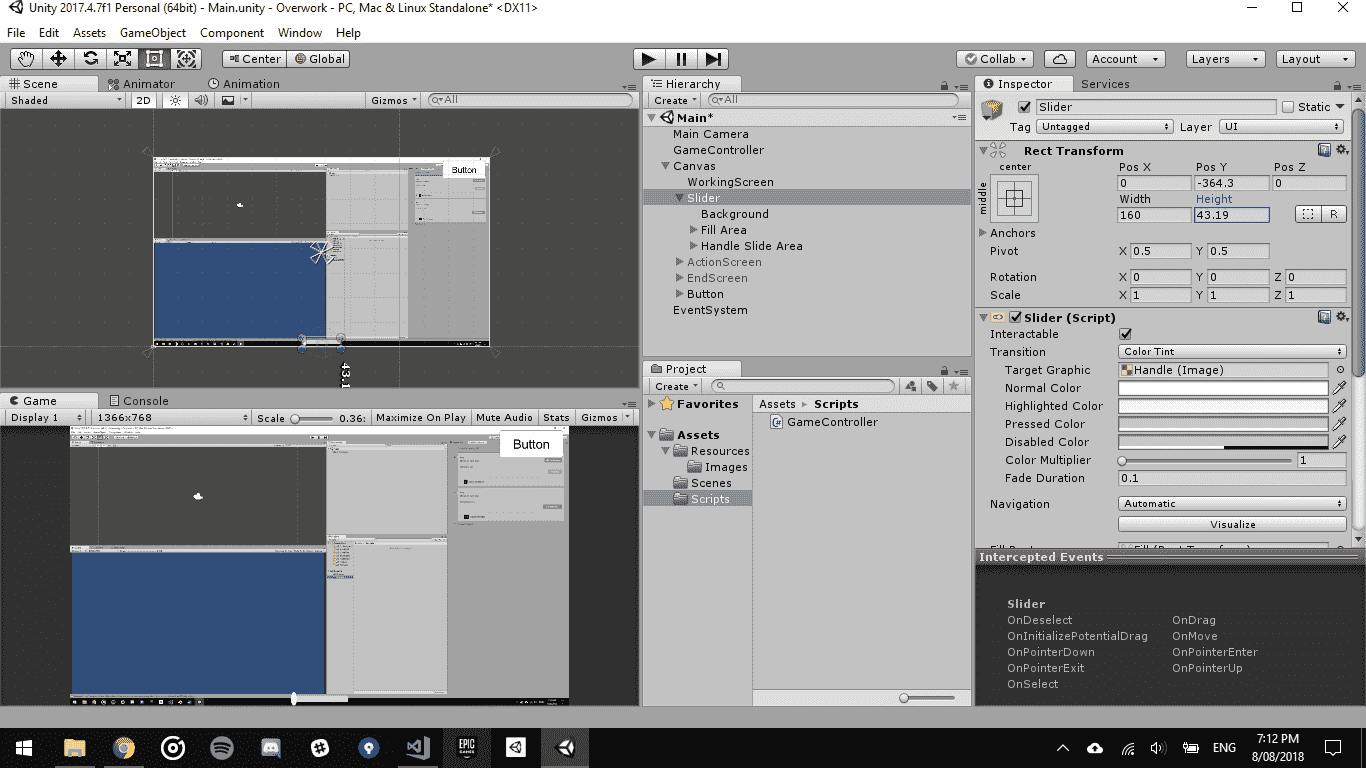 Unity 2017.4.7f1 Personal (64bit) - Main.unity - Overwork - PC, Mac & Linux Standalone* <DX11>
File Edit Assets GameObject Component Window Help
Center Global Collab Account Layers Layout
Scene Animator Animation
Shaded 2D Gizmos All
Button
43.1
Game Console
Display 1 1366x768 Scale 0.36: Maximize On Play Mute Audio Stats Gizmos
Button
Hierarchy
Create All
Main*
Main Camera
GameController
Canvas
WorkingScreen
Slider
Background
Fill Area
Handle Slide Area
ActionScreen
EndScreen
Button
EventSystem
Project
Create
Favorites
Assets
Resources
Images
Scenes
Scripts
Assets Scripts
GameController
Inspector Services
Slider Static
Tag Untagged Layer UI
Rect Transform
center
middle
Pos X Pos Y Pos Z
0 -364.3 0
Width Height
160 43.19 R
Anchors
Pivot X 0.5 Y 0.5
Rotation X 0 Y 0 Z 0
Scale X 1 Y 1 Z 1
Slider (Script)
Interactable
Transition Color Tint
Target Graphic Handle (Image)
Normal Color
Highlighted Color
Pressed Color
Disabled Color
Color Multiplier 1
Fade Duration 0.1
Navigation Automatic
Visualize
Intercepted Events
Slider
OnDeselect OnDrag
OnInitializePotentialDrag OnMove
OnPointerDown OnPointerEnter
OnPointerExit OnPointerUp
OnSelect
EPIC GAMES
ENG
7:12 PM
8/08/2018